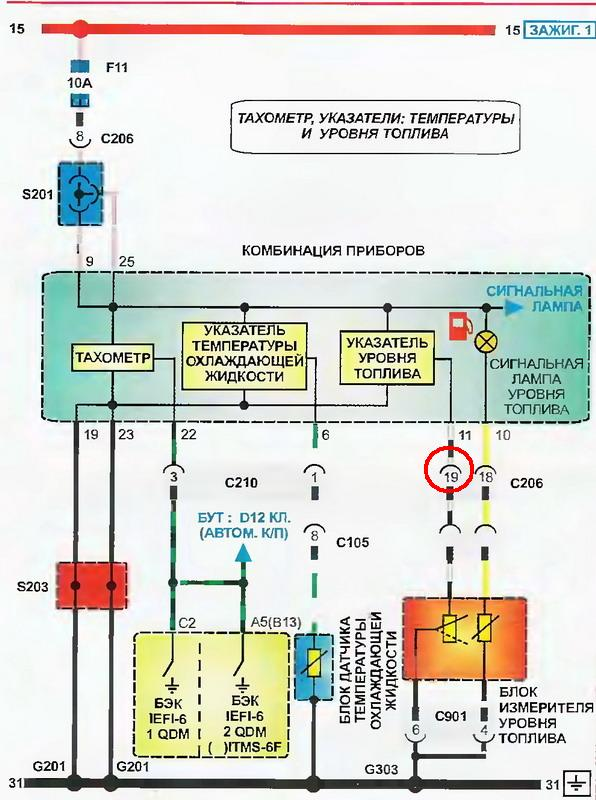 15
15 ЗАЖИГ. 1
F11
10A
8
C206
ТАХОМЕТР, УКАЗАТЕЛИ: ТЕМПЕРАТУРЫ
И УРОВНЯ ТОПЛИВА
S201
КОМБИНАЦИЯ ПРИБОРОВ
9
25
СИГНАЛЬНАЯ
ЛАМПА
ТАХОМЕТР
УКАЗАТЕЛЬ
ТЕМПЕРАТУРЫ
ОХЛАЖДАЮЩЕЙ
ЖИДКОСТИ
УКАЗАТЕЛЬ
УРОВНЯ
ТОПЛИВА
СИГНАЛЬНАЯ
ЛАМПА
УРОВНЯ
ТОПЛИВА
19
23
22
6
11
10
3
C210
1
19
18
C206
БУТ : D12 КЛ.
(АВТОМ. К/П)
8
C105
S203
C2
A5(B13)
БЭК
IEFI-6
1 QDM
БЭК
IEFI-6
2 QDM
( )ITMS-6F
БЛОК ДАТЧИКА
ТЕМПЕРАТУРЫ
ОХЛАЖДАЮЩЕЙ
ЖИДКОСТИ
6
C901
4
БЛОК
ИЗМЕРИТЕЛЯ
УРОВНЯ
ТОПЛИВА
G201
G201
G303
31
31